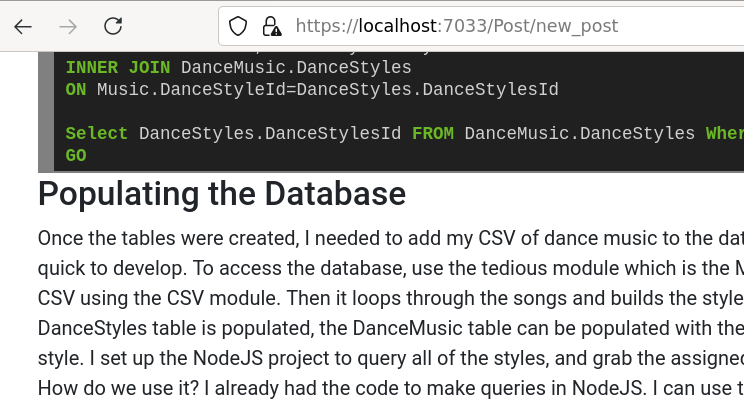 https://localhost:7033/Post/new_post
INNER JOIN DanceMusic.DanceStyles
ON Music.DanceStyleId=DanceStyles.DanceStylesId
Select DanceStyles.DanceStylesId FROM DanceMusic.DanceStyles Wher
GO
Populating the Database
Once the tables were created, I needed to add my CSV of dance music to the dat
quick to develop. To access the database, use the tedious module which is the M
CSV using the CSV module. Then it loops through the songs and builds the style
DanceStyles table is populated, the DanceMusic table can be populated with the
style. I set up the NodeJS project to query all of the styles, and grab the assigned
How do we use it? I already had the code to make queries in NodeJS. I can use t